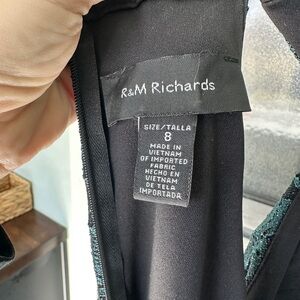 R&M Richards
SIZE/TALLA
8
MADE IN
VIETNAM
OF IMPORTED
FABRIC
HECHO EN
VIETNAM
DE TELA
IMPORTADA